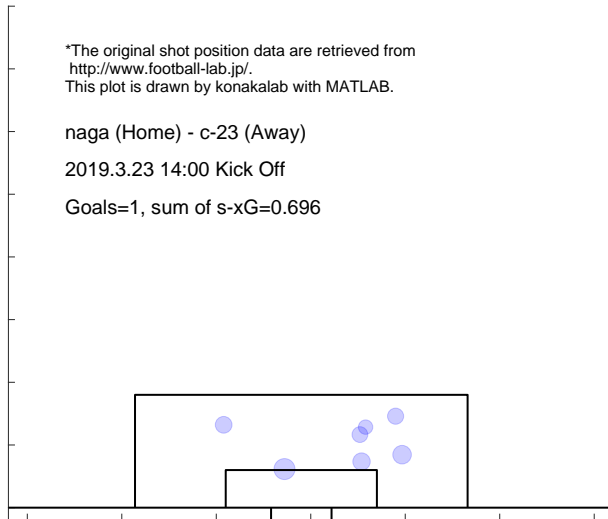 *The original shot position data are retrieved from
http://www.football-lab.jp/.
This plot is drawn by konakalab with MATLAB.
naga (Home) - c-23 (Away)
2019.3.23 14:00 Kick Off
Goals=1, sum of s-xG=0.696